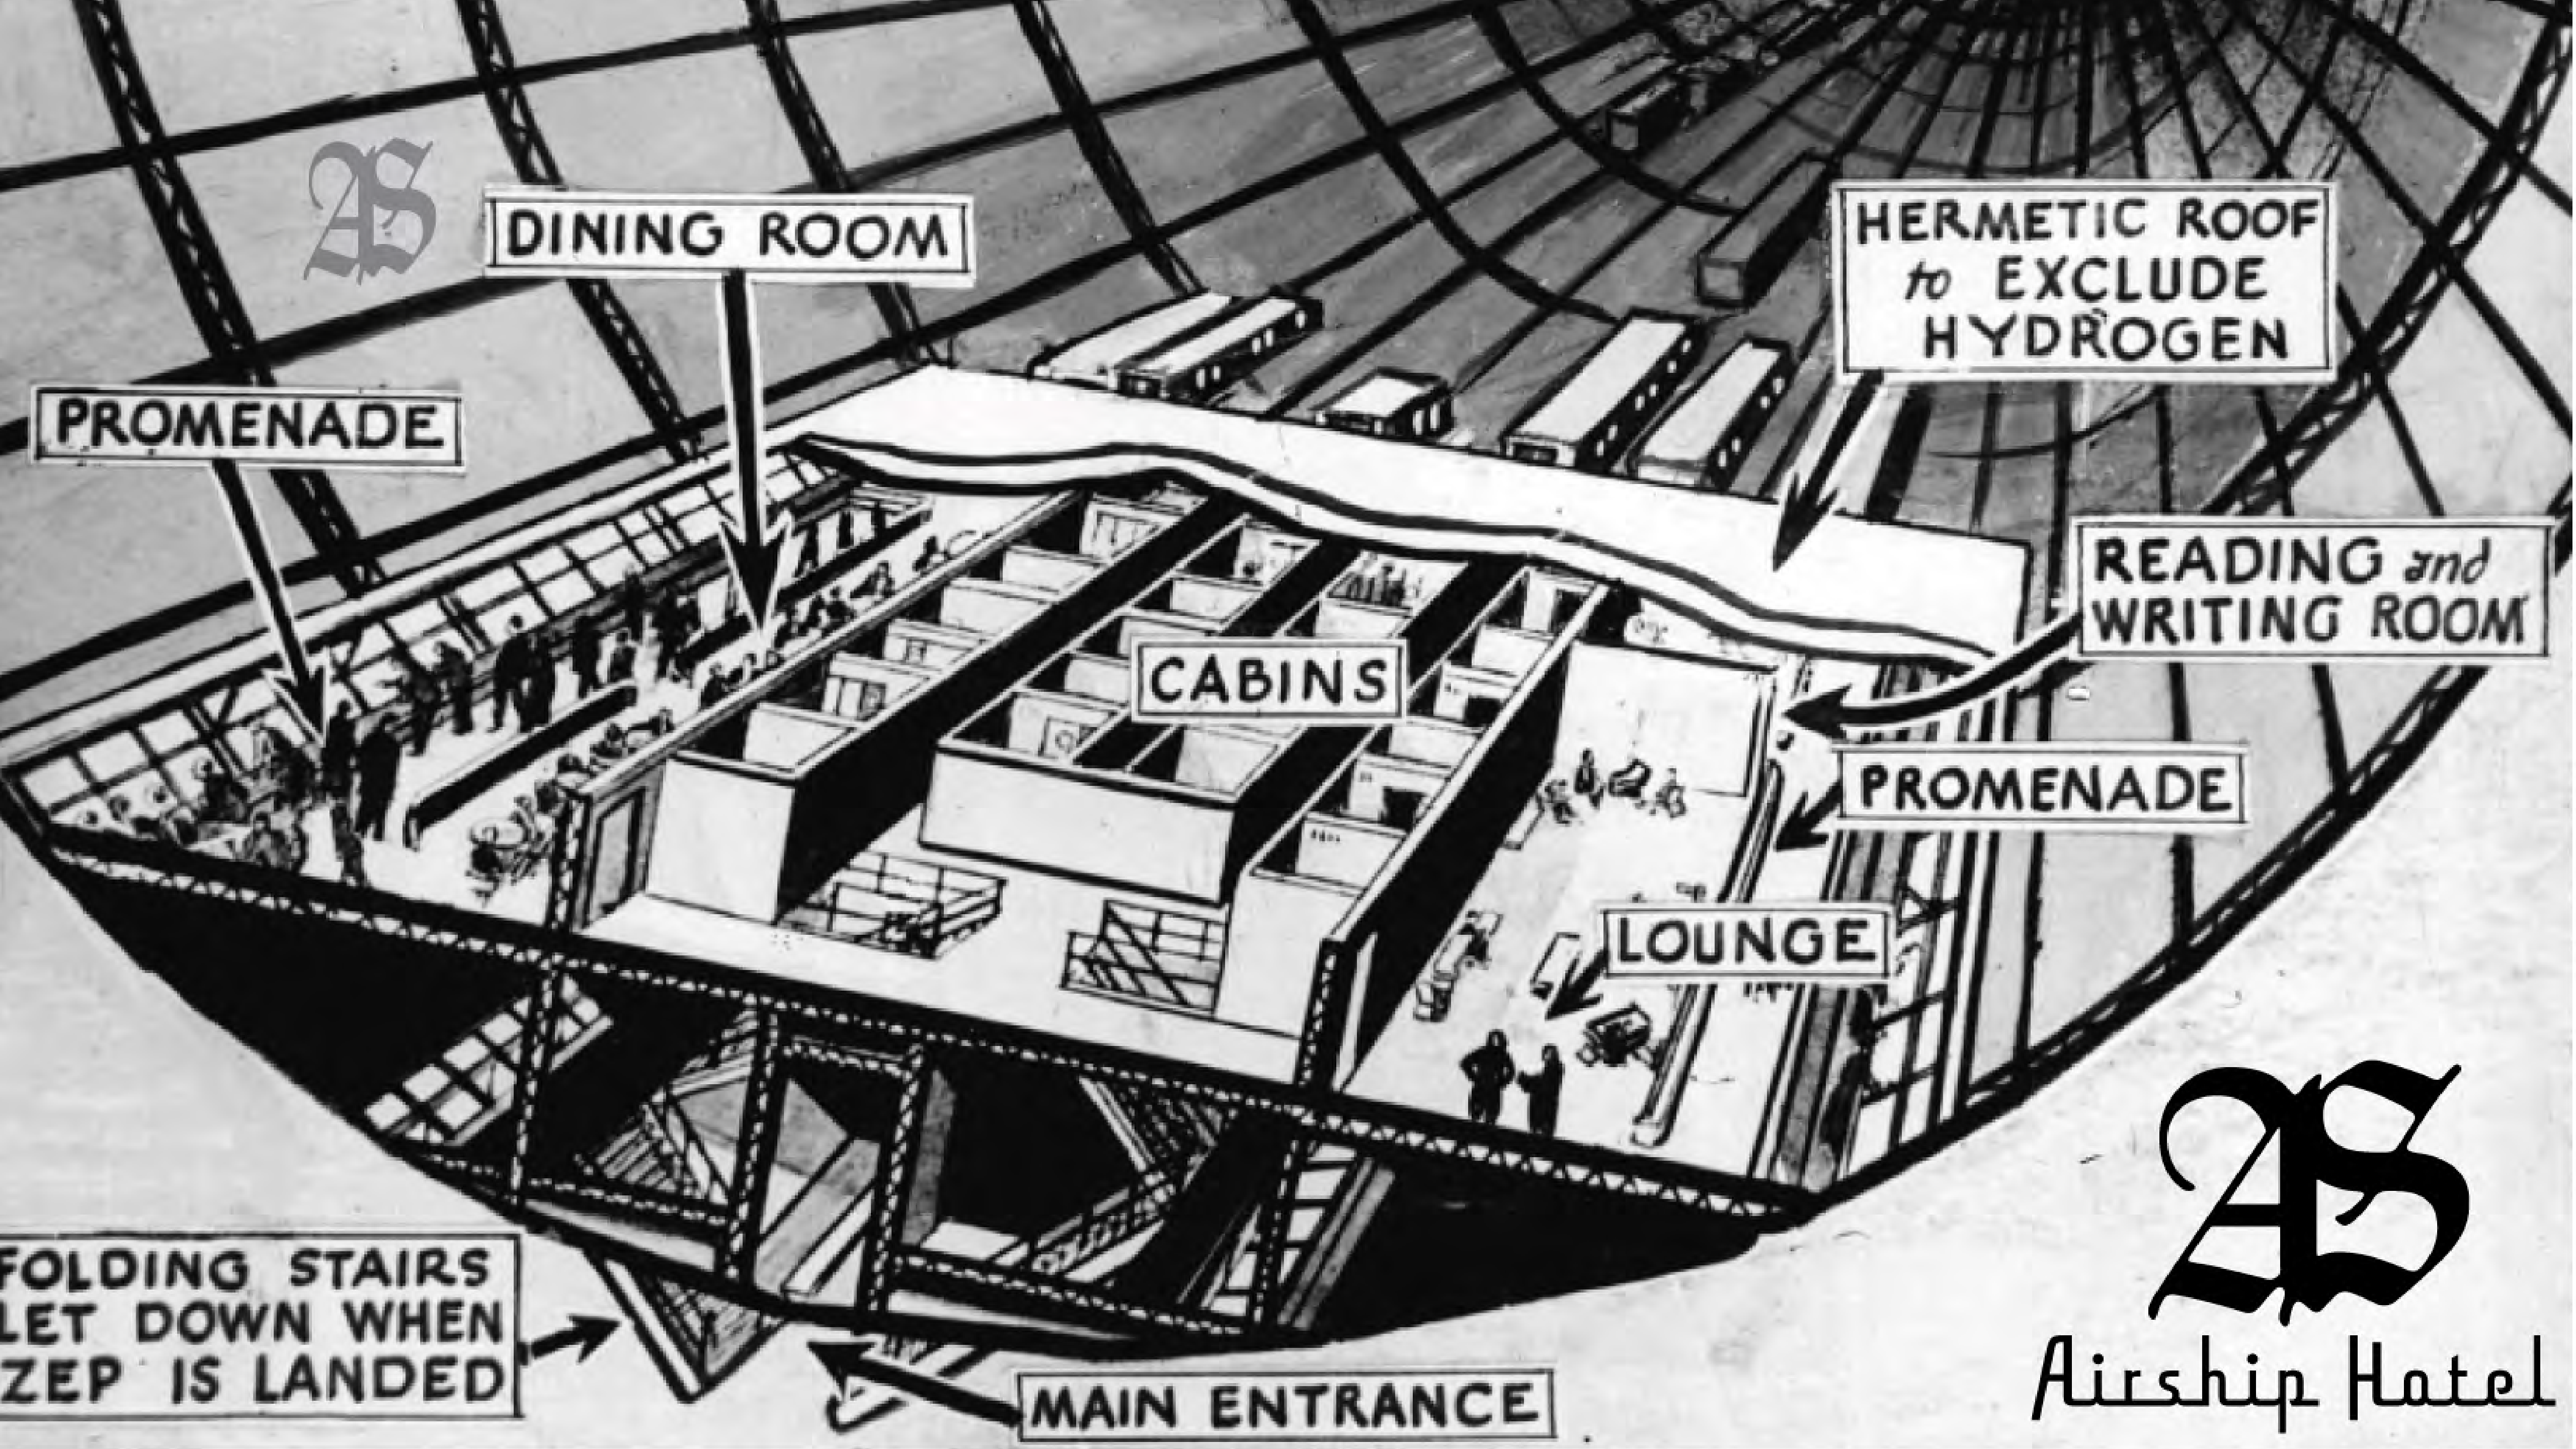 AS
DINING ROOM
HERMETIC ROOF
to EXCLUDE
HYDROGEN
PROMENADE
READING and
WRITING ROOM
CABINS
PROMENADE
LOUNGE
FOLDING STAIRS
LET DOWN WHEN
ZEP IS LANDED
MAIN ENTRANCE
AS
Airship Hotel